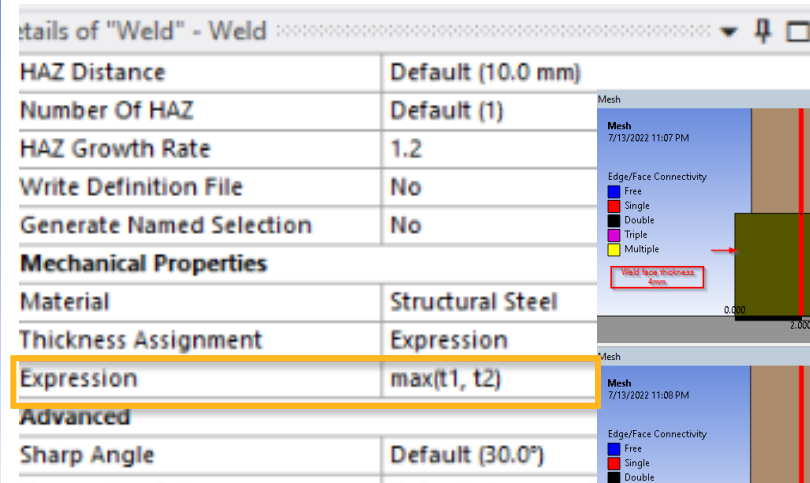 etails of "Weld" - Weld
HAZ Distance Default (10.0 mm)
Number Of HAZ Default (1)
HAZ Growth Rate 1.2
Write Definition File No
Generate Named Selection No
Mechanical Properties
Material Structural Steel
Thickness Assignment Expression
Expression max(t1, t2)
Advanced
Sharp Angle Default (30.0°)
Mesh
Mesh
7/13/2022 11:07 PM
Edge/Face Connectivity
Free
Single
Double
Triple
Multiple
Weld face thickness
4mm
0.000
2.000
Mesh
Mesh
7/13/2022 11:08 PM
Edge/Face Connectivity
Free
Single
Double